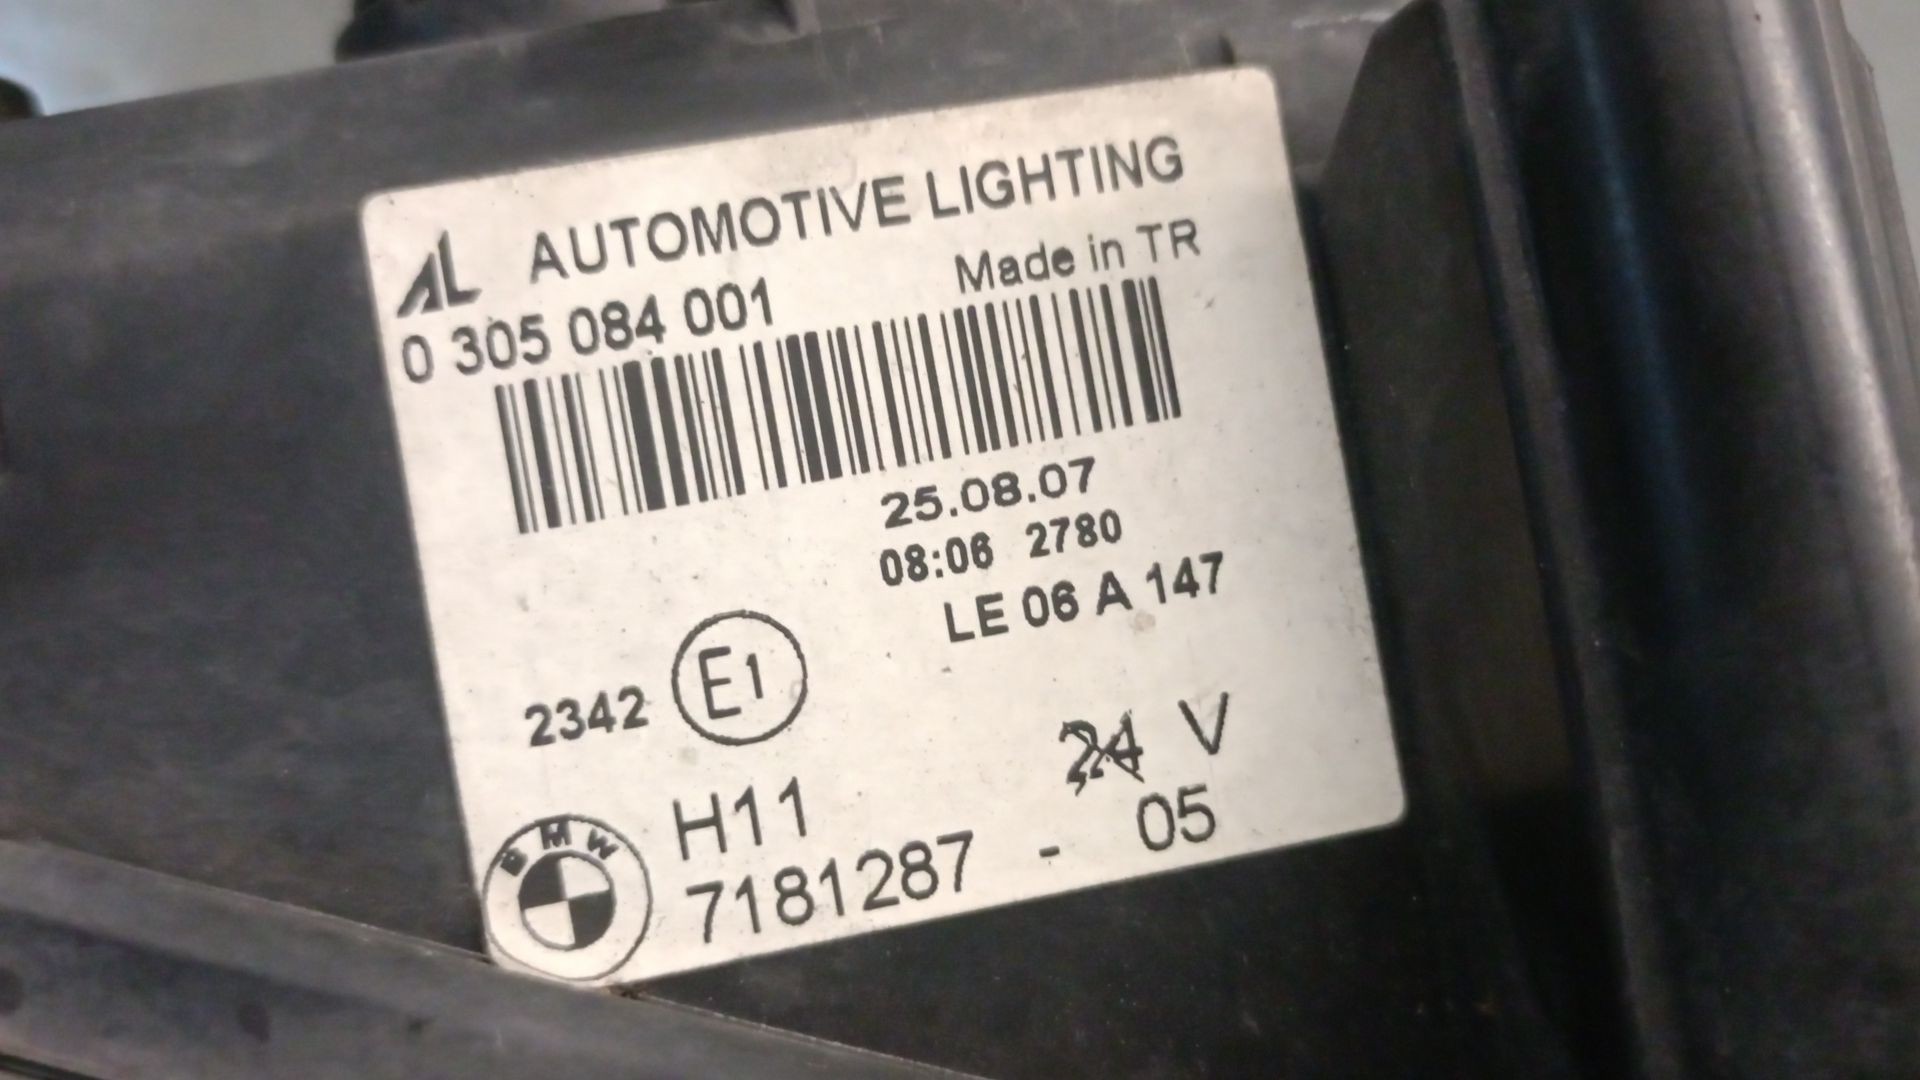 AL AUTOMOTIVE LIGHTING
0 305 084 001 Made in TR
25.08.07
08:06 2780
LE 06 A 147
2342 E1
24 V
H11
BMW 7181287 - 05